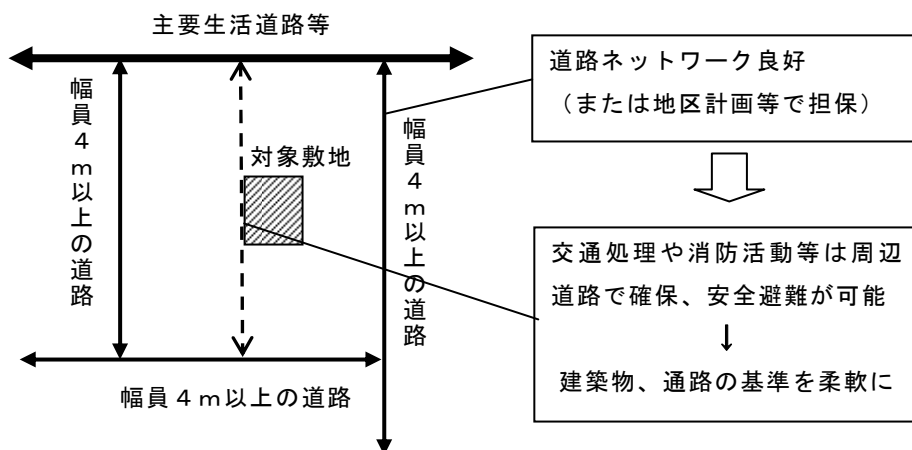 主要生活道路等
幅員４ｍ以上の道路
対象敷地
幅員４ｍ以上の道路
幅員４ｍ以上の道路
道路ネットワーク良好
（または地区計画等で担保）
交通処理や消防活動等は周辺
道路で確保、安全避難が可能
↓
建築物、通路の基準を柔軟に